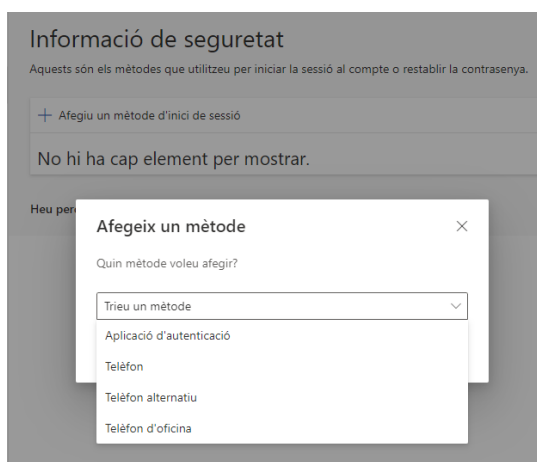 Informació de seguretat
Aquests són els mètodes que utilitzeu per iniciar la sessió al compte o restablir la contrasenya.
+ Afegiu un mètode d'inici de sessió
No hi ha cap element per mostrar.
Heu
Afegeix un mètode
Quin mètode voleu afegir?
Trieu un mètode
Aplicació d'autenticació
Telèfon
Telèfon alternatiu
Telèfon d'oficina